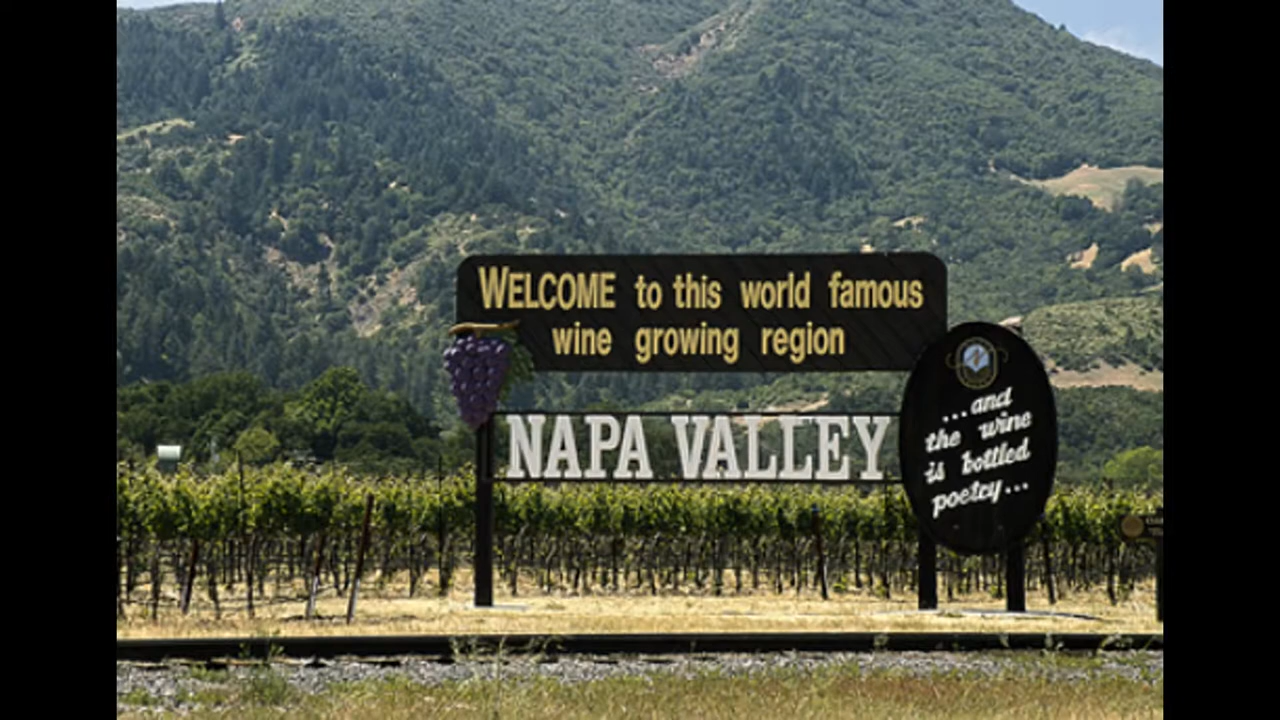 WELCOME to this world famous
wine growing region
NAPA VALLEY
...and
the wine
is bottled
poetry...